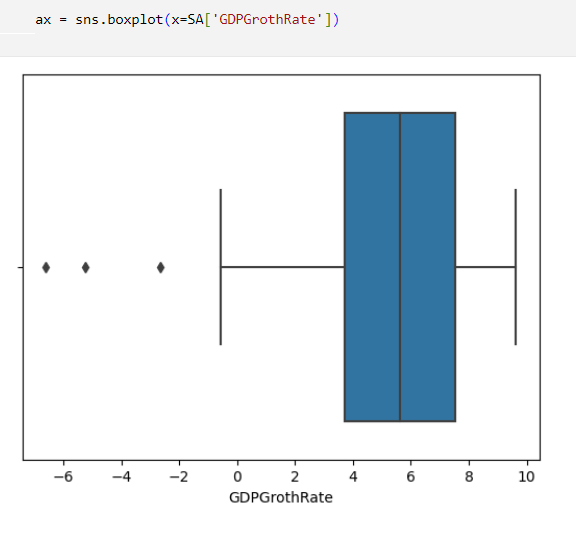 ax = sns.boxplot(x=SA['GDPGrothRate'])
−6 −4 −2 0 2 4 6 8 10
GDPGrothRate